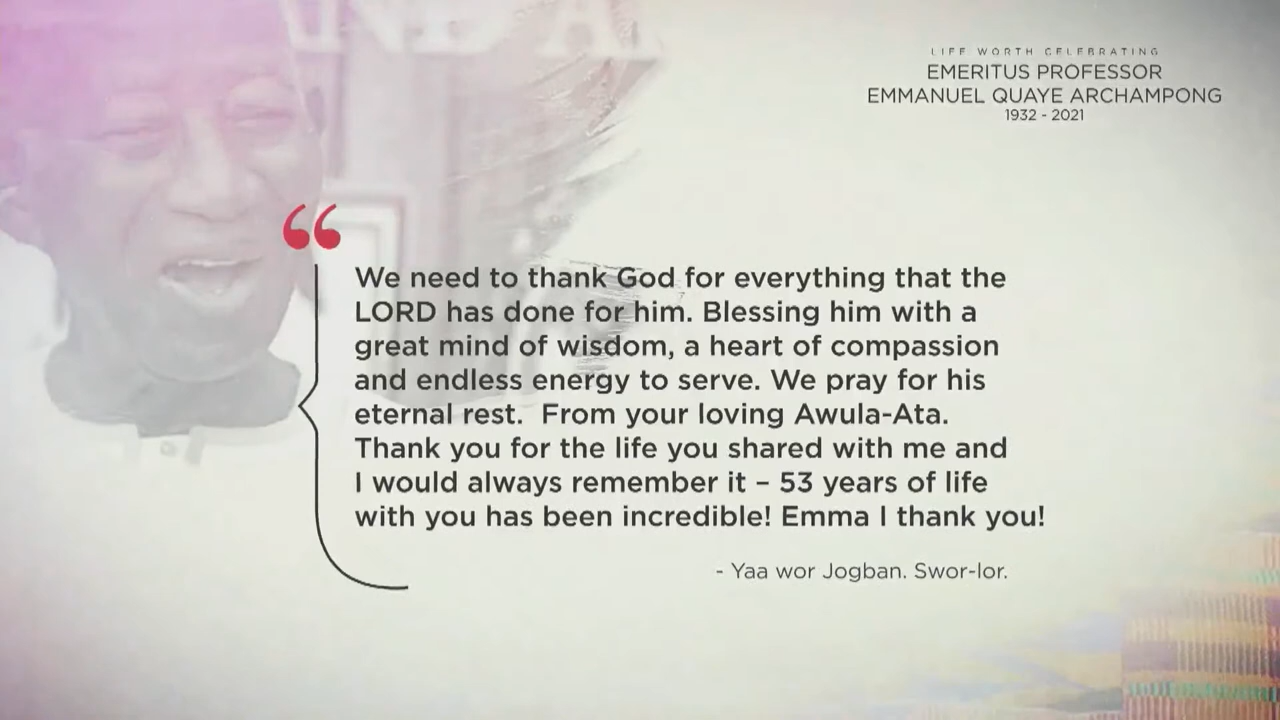 LIFE WORTH CELEBRATING
EMERITUS PROFESSOR
EMMANUEL QUAYE ARCHAMPONG
1932 - 2021
“
We need to thank God for everything that the
LORD has done for him. Blessing him with a
great mind of wisdom, a heart of compassion
and endless energy to serve. We pray for his
eternal rest.  From your loving Awula-Ata.
Thank you for the life you shared with me and
I would always remember it – 53 years of life
with you has been incredible! Emma I thank you!
- Yaa wor Jogban. Swor-lor.